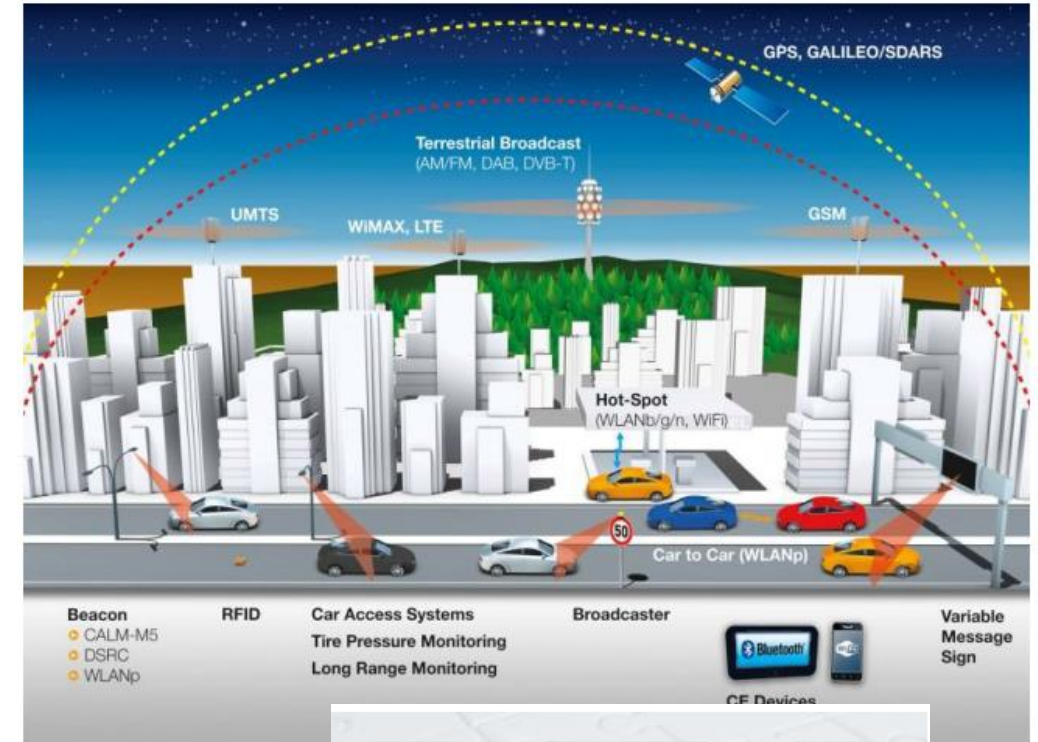 GPS, GALILEO/SDARS
Terrestrial Broadcast
(AM/FM, DAB, DVB-T)
UMTS
WiMAX, LTE
GSM
Hot-Spot
(WLANb/g/n, WiFi)
50
Car to Car (WLANp)
Beacon
CALM-M5
DSRC
WLANp
RFID
Car Access Systems
Tire Pressure Monitoring
Long Range Monitoring
Broadcaster
Bluetooth
CE Devices
Variable
Message
Sign